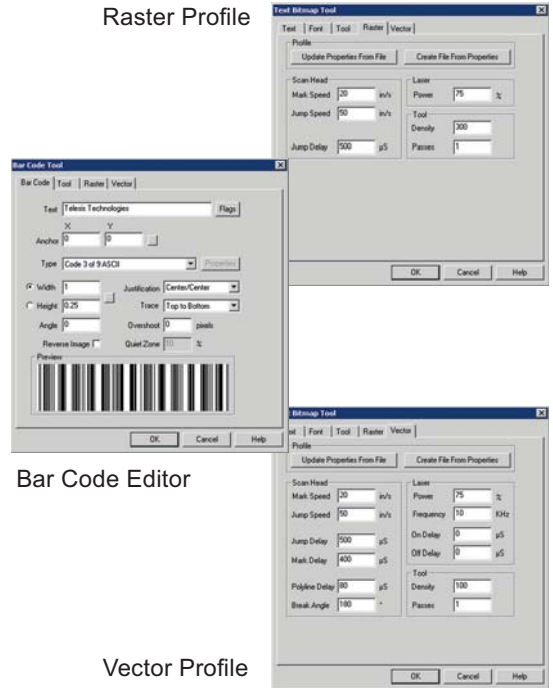 Raster Profile
Text Bitmap Tool
Text Font Tool Raster Vector
Profile
Update Properties From File Create File From Properties
Scan Head Laser
Mark Speed 20 in/s Power 75 %
Jump Speed 50 in/s Tool
Density 300
Jump Delay 500 µS Passes 1
OK Cancel Help
Bar Code Tool
Bar Code Tool Raster Vector
Text Telesis Technologies Flags
X Y
Anchor 0 0
Type Code 3 of 9 ASCII Properties
Width 1 Justification Center/Center
Height 0.25 Trace Top to Bottom
Angle 0 Overshoot 0 pixels
Reverse Image Quiet Zone 10 %
Preview
OK Cancel Help
Bar Code Editor
Bitmap Tool
Font Tool Raster Vector
Profile
Update Properties From File Create File From Properties
Scan Head Laser
Mark Speed 20 in/s Power 75 %
Jump Speed 50 in/s Frequency 10 KHz
Jump Delay 500 µS On Delay 0 µS
Mark Delay 400 µS Off Delay 0 µS
Tool
Polyline Delay 80 µS Density 100
Break Angle 180 ° Passes 1
OK Cancel Help
Vector Profile